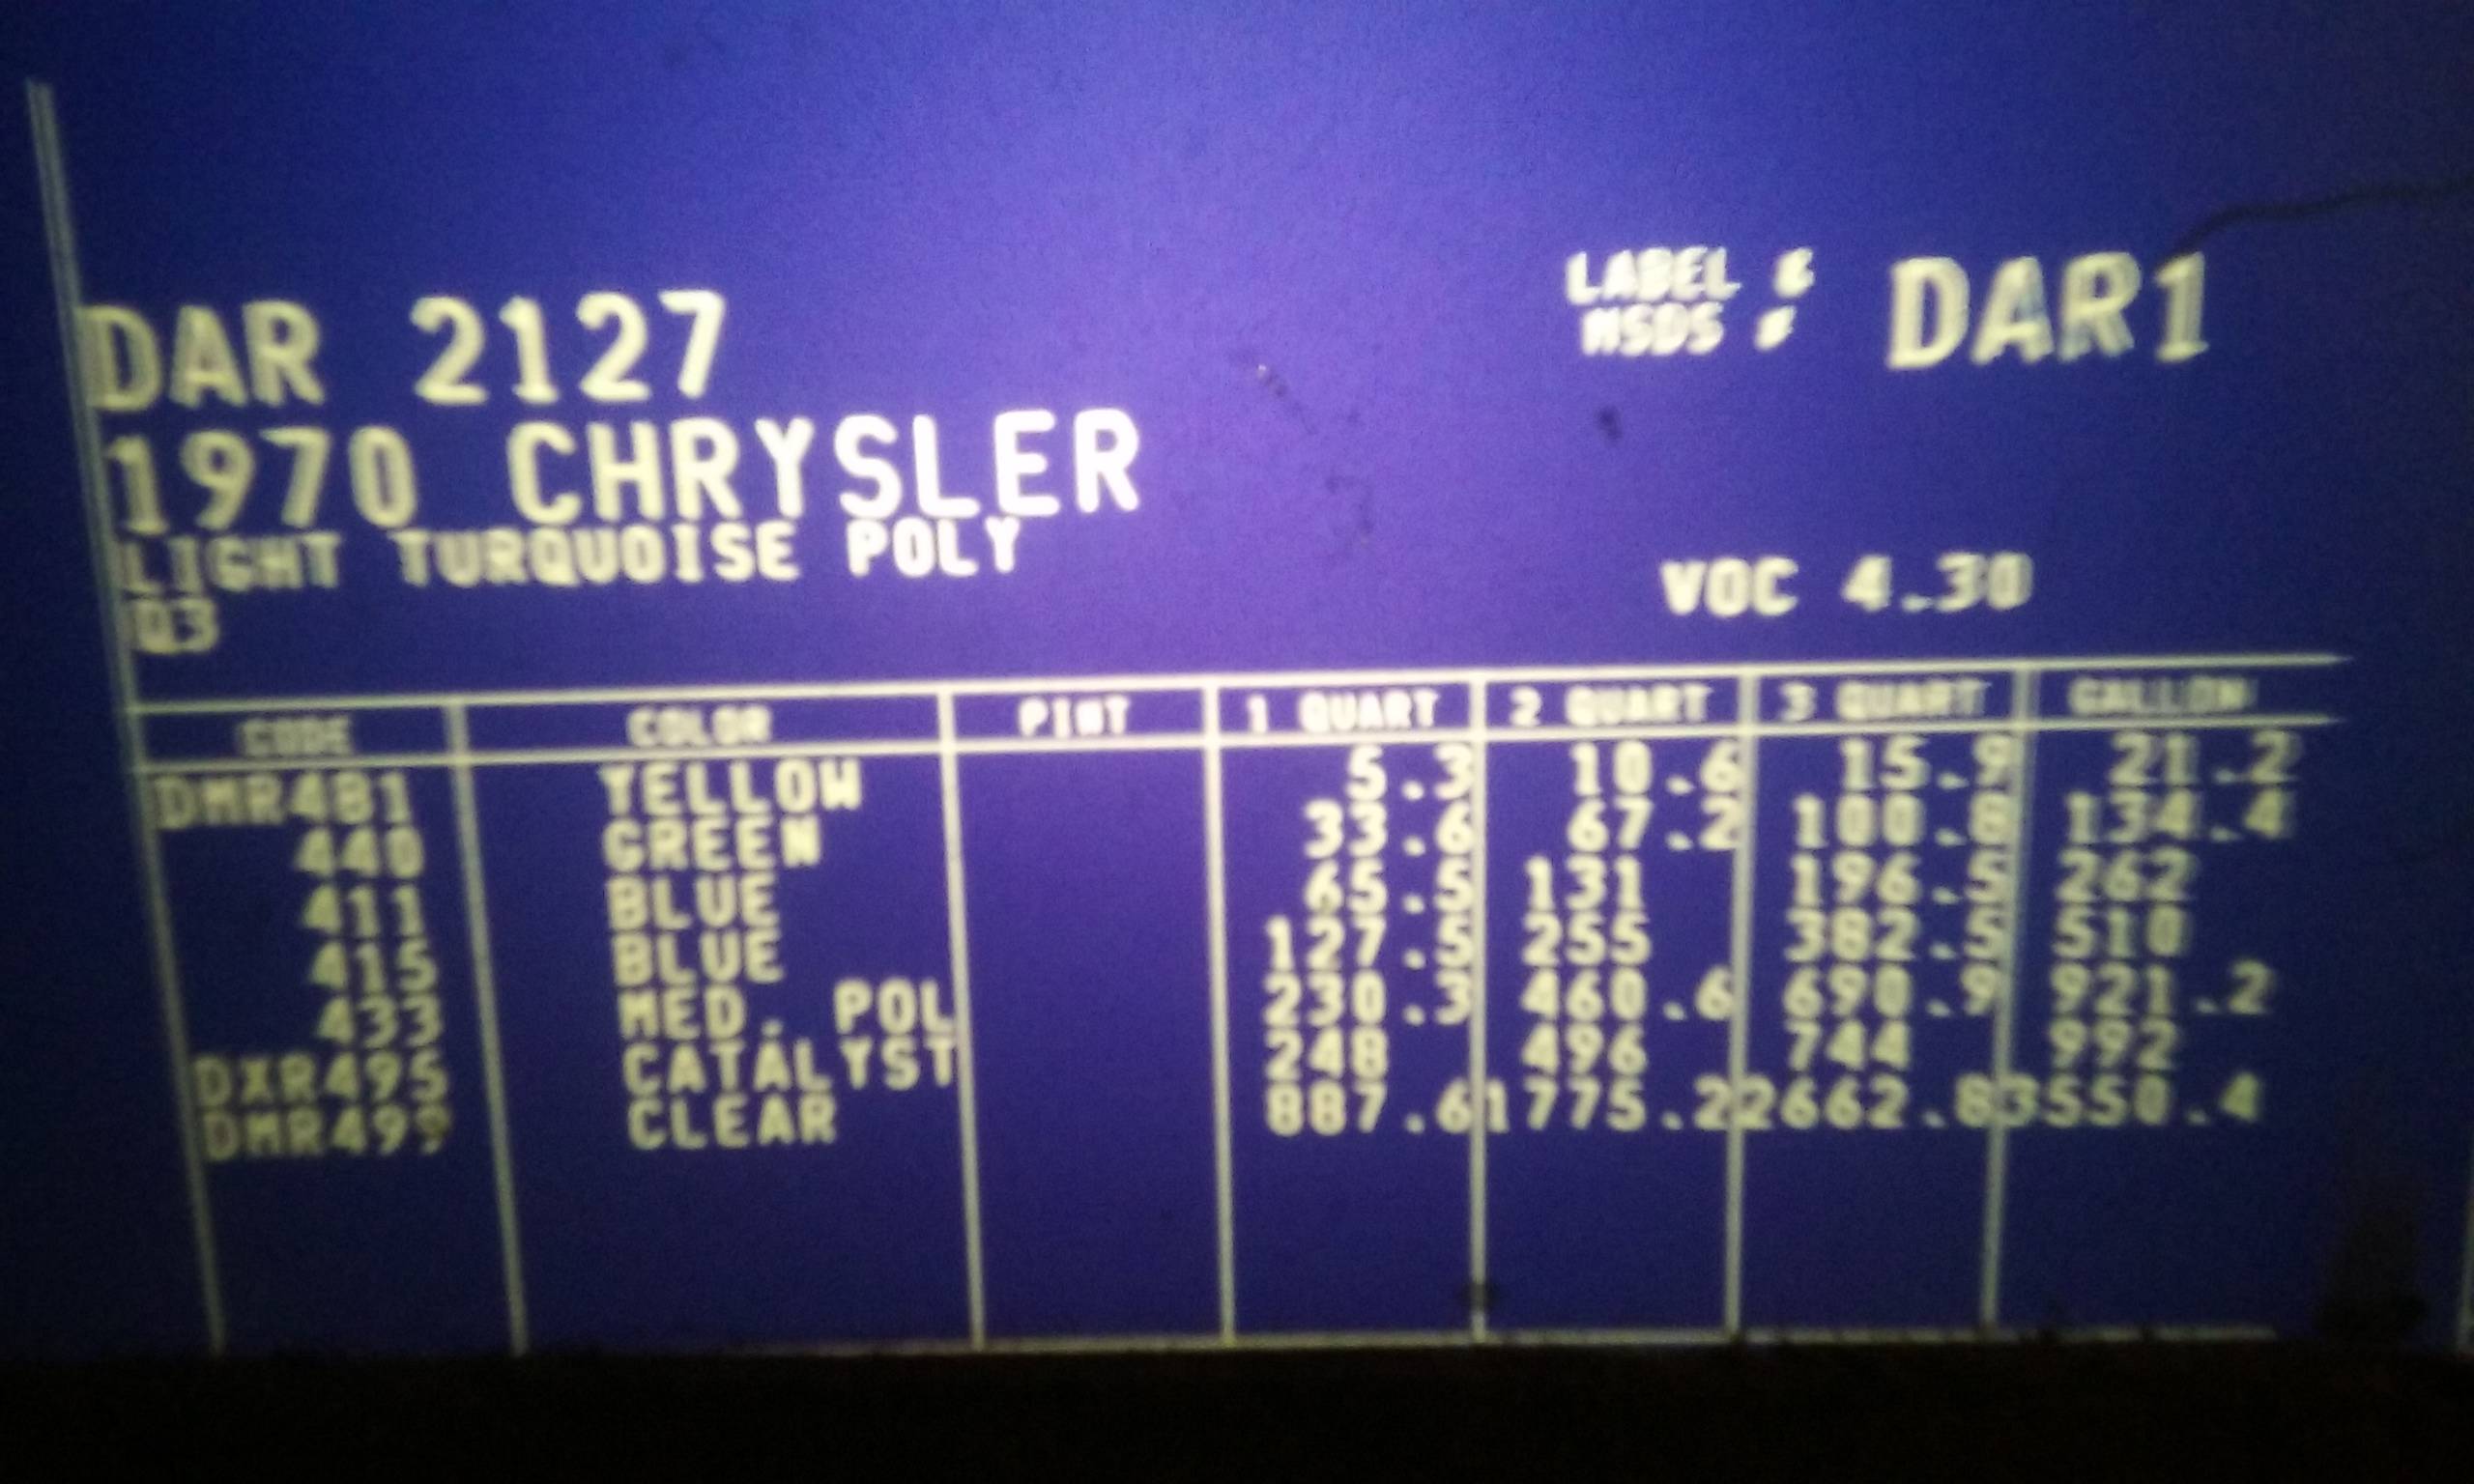 LABEL &
MSDS # DAR1
DAR 2127
1970 CHRYSLER
LIGHT TURQUOISE POLY
Q3
VOC 4.30
CODE COLOR PINT 1 QUART 2 QUART 3 QUART GALLON
DMR481 YELLOW 5.3 10.6 15.9 21.2
440 GREEN 33.6 67.2 100.8 134.4
411 BLUE 65.5 131 196.5 262
415 BLUE 127.5 255 382.5 510
433 MED. POL 230.3 460.6 690.9 921.2
DXR495 CATALYST 248 496 744 992
DMR499 CLEAR 887.6 1775.2 2662.8 3550.4